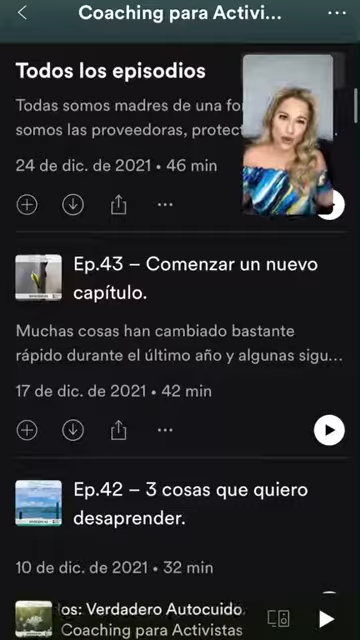 Coaching para Activi...
Todos los episodios
Todas somos madres de una
somos las proveedoras,
24 de dic. de 2021 • 46 min
Ep.43 – Comenzar un nuevo
capítulo.
Muchas cosas han cambiado bastante
rápido durante el último año y algunas sigu...
17 de dic. de 2021 • 42 min
Ep.42 – 3 cosas que quiero
desaprender.
10 de dic. de 2021 • 32 min
los: Verdadero Autocuido.
Coaching para Activistas